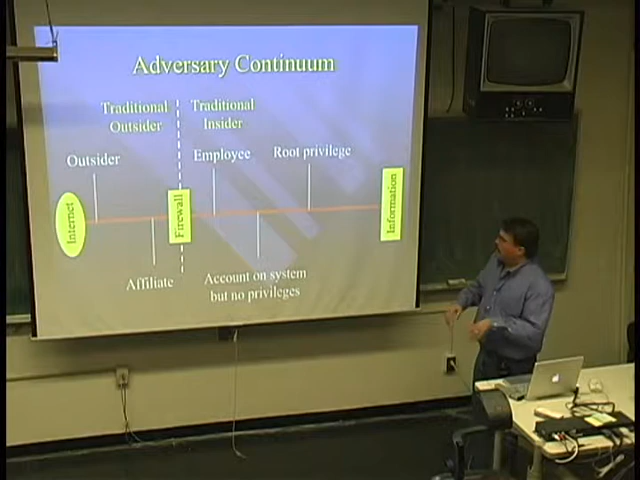 Adversary Continuum
Traditional
Outsider
Traditional
Insider
Outsider
Employee
Root privilege
Internet
Firewall
Information
Affiliate
Account on system
but no privileges